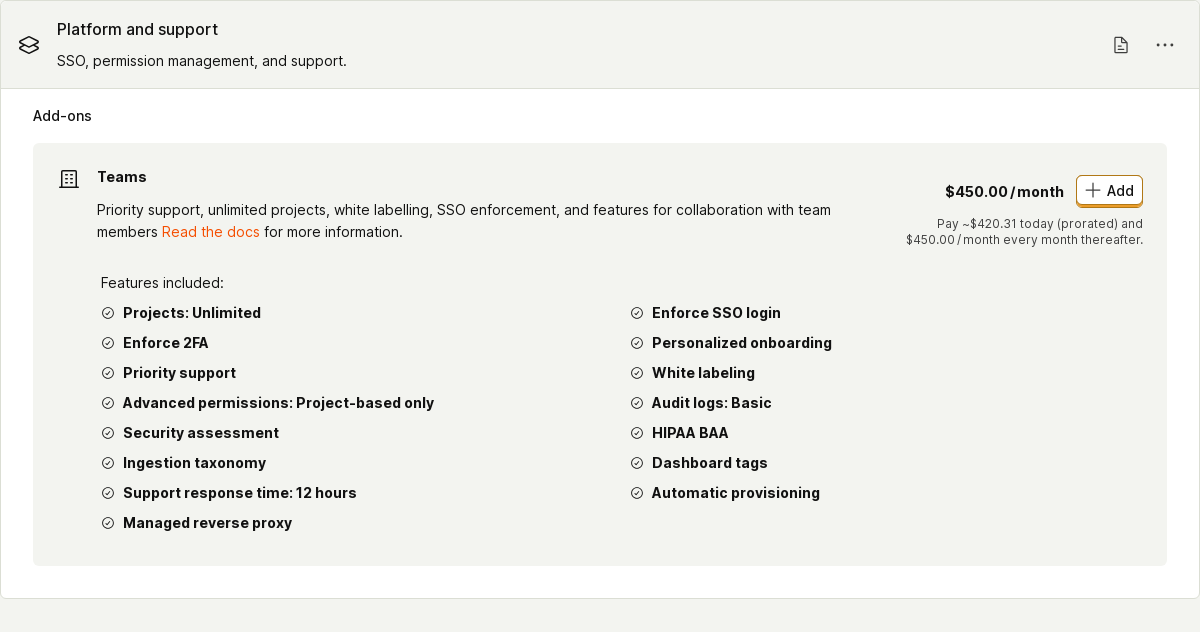 Platform and support
SSO, permission management, and support.
Add-ons
Teams
Priority support, unlimited projects, white labelling, SSO enforcement, and features for collaboration with team
members Read the docs for more information.
$450.00/month
Add
Pay ~$420.31 today (prorated) and
$450.00/month every month thereafter.
Features included:
Projects: Unlimited
Enforce 2FA
Priority support
Advanced permissions: Project-based only
Security assessment
Ingestion taxonomy
Support response time: 12 hours
Managed reverse proxy
Enforce SSO login
Personalized onboarding
White labeling
Audit logs: Basic
HIPAA BAA
Dashboard tags
Automatic provisioning